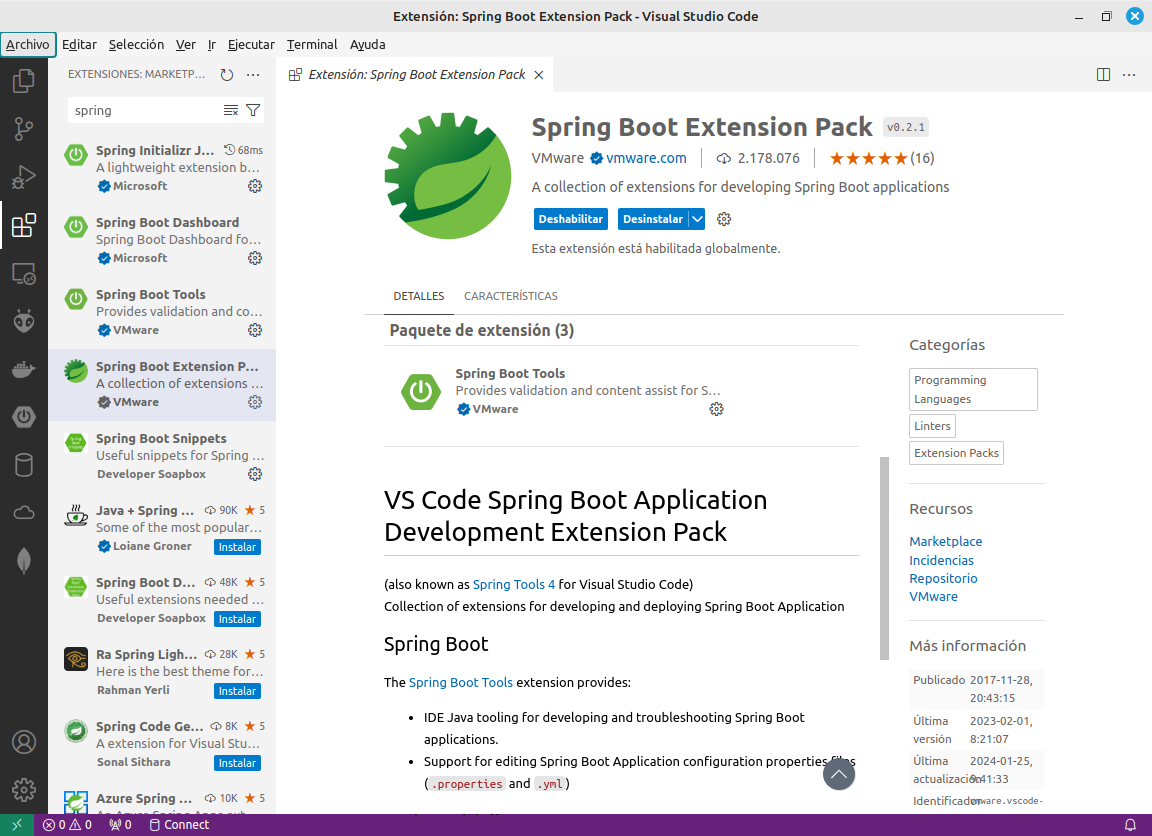 Extensión: Spring Boot Extension Pack - Visual Studio Code
Archivo Editar Selección Ver Ir Ejecutar Terminal Ayuda
EXTENSIONES: MARKETP...
spring
Spring Initializr J... 68ms
A lightweight extension b...
Microsoft
Spring Boot Dashboard
Spring Boot Dashboard fo...
Microsoft
Spring Boot Tools
Provides validation and co...
VMware
Spring Boot Extension P...
A collection of extensions ...
VMware
Spring Boot Snippets
Useful snippets for Spring ...
Developer Soapbox
Java + Spring ... 90K 5
Some of the most popular...
Loiane Groner Instalar
Spring Boot D... 48K 5
Useful extensions needed ...
Developer Soapbox Instalar
Ra Spring Ligh... 28K 5
Here is the best theme for...
Rahman Yerli Instalar
Spring Code Ge... 8K 5
A extension for Visual Stu...
Sonal Sithara Instalar
Azure Spring ... 10K 5
Extensión: Spring Boot Extension Pack
Spring Boot Extension Pack v0.2.1
VMware vmware.com 2.178.076 (16)
A collection of extensions for developing Spring Boot applications
Deshabilitar Desinstalar
Esta extensión está habilitada globalmente.
DETALLES CARACTERÍSTICAS
Paquete de extensión (3)
Spring Boot Tools
Provides validation and content assist for S...
VMware
VS Code Spring Boot Application
Development Extension Pack
(also known as Spring Tools 4 for Visual Studio Code)
Collection of extensions for developing and deploying Spring Boot Application
Spring Boot
The Spring Boot Tools extension provides:
• IDE Java tooling for developing and troubleshooting Spring Boot
applications.
• Support for editing Spring Boot Application configuration properties files
(.properties and .yml)
Categorías
Programming
Languages
Linters
Extension Packs
Recursos
Marketplace
Incidencias
Repositorio
VMware
Más información
Publicado 2017-11-28,
20:43:15
Última 2023-02-01,
versión 8:21:07
Última 2024-01-25,
actualización 9:41:33
Identificador vmware.vscode-
0 0 0 Connect